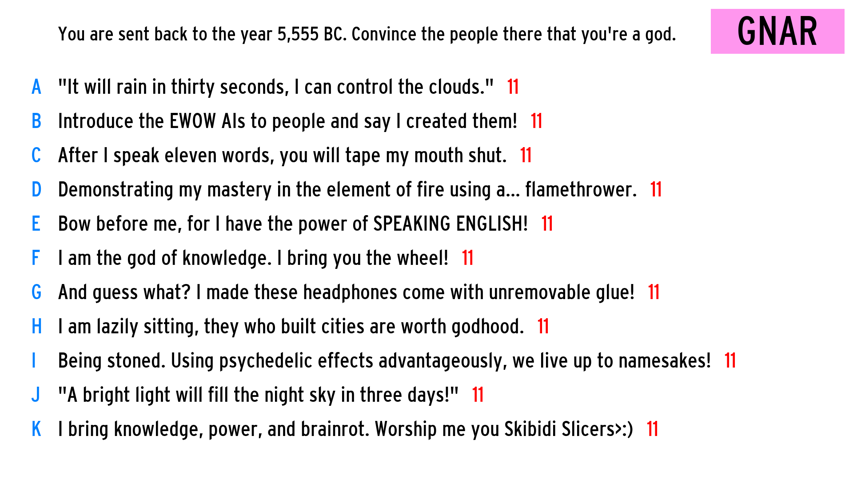 You are sent back to the year 5,555 BC. Convince the people there that you're a god.
GNAR
A "It will rain in thirty seconds, I can control the clouds." 11
B Introduce the EWOW AIs to people and say I created them! 11
C After I speak eleven words, you will tape my mouth shut. 11
D Demonstrating my mastery in the element of fire using a... flamethrower. 11
E Bow before me, for I have the power of SPEAKING ENGLISH! 11
F I am the god of knowledge. I bring you the wheel! 11
G And guess what? I made these headphones come with unremovable glue! 11
H I am lazily sitting, they who built cities are worth godhood. 11
I Being stoned. Using psychedelic effects advantageously, we live up to namesakes! 11
J "A bright light will fill the night sky in three days!" 11
K I bring knowledge, power, and brainrot. Worship me you Skibidi Slicers>:) 11